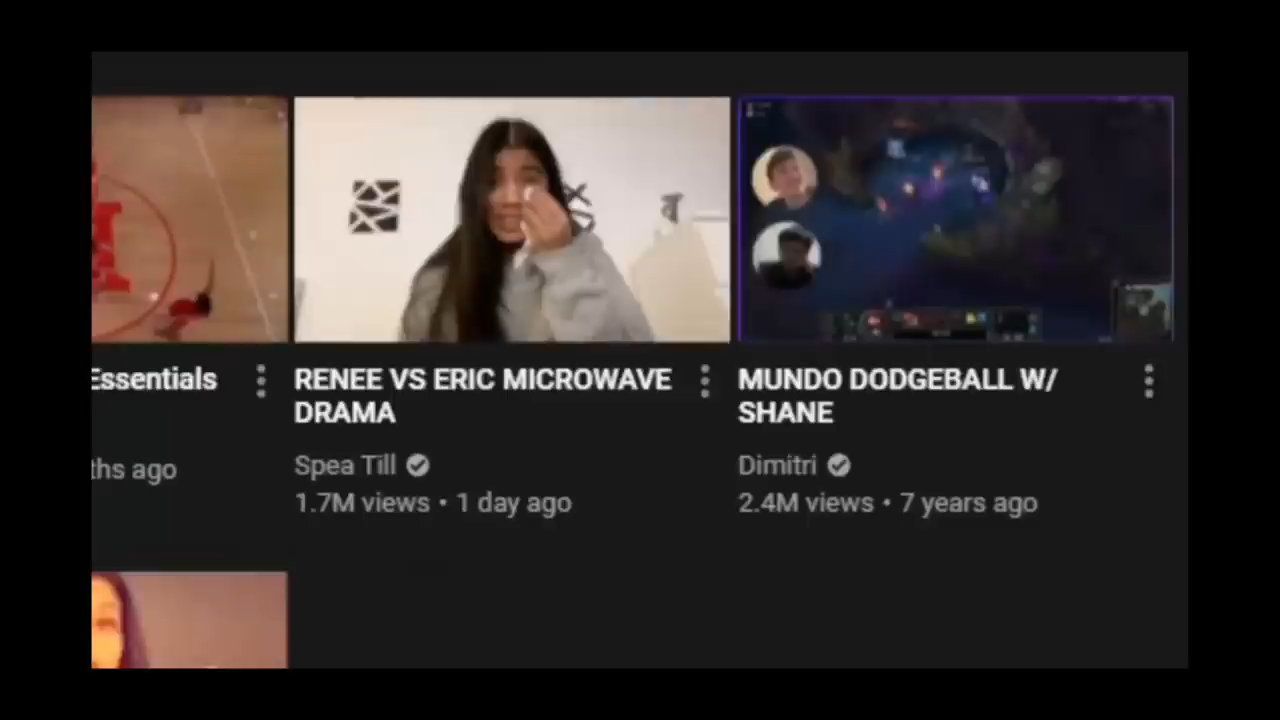 Essentials
ths ago
RENEE VS ERIC MICROWAVE
DRAMA
Spea Till
1.7M views • 1 day ago
MUNDO DODGEBALL W/
SHANE
Dimitri
2.4M views • 7 years ago